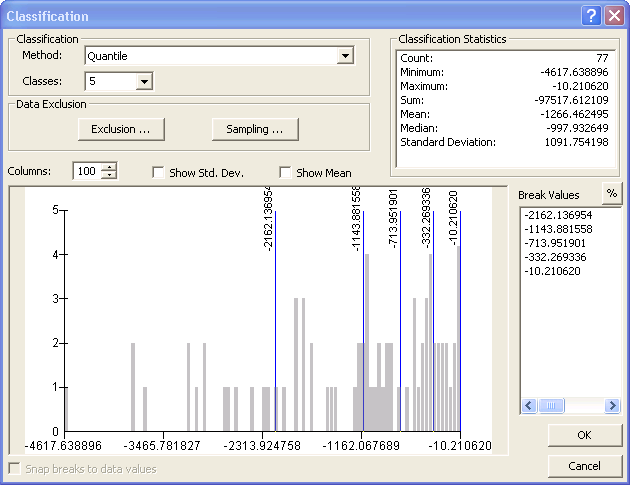 Classification
Classification
Method: Quantile
Classes: 5
Data Exclusion
Exclusion ...
Sampling ...
Classification Statistics
Count: 77
Minimum: -4617.638896
Maximum: -10.210620
Sum: -97517.612109
Mean: -1266.462495
Median: -997.932649
Standard Deviation: 1091.754198
Columns: 100
Show Std. Dev.
Show Mean
Break Values
%
-2162.136954
-1143.881558
-713.951901
-332.269336
-10.210620
-2162.136954
-1143.881558
-713.951901
-332.269336
-10.210620
5
4
3
2
1
0
-4617.638896 -3465.781827 -2313.924758 -1162.067689 -10.210620
Snap breaks to data values
OK
Cancel